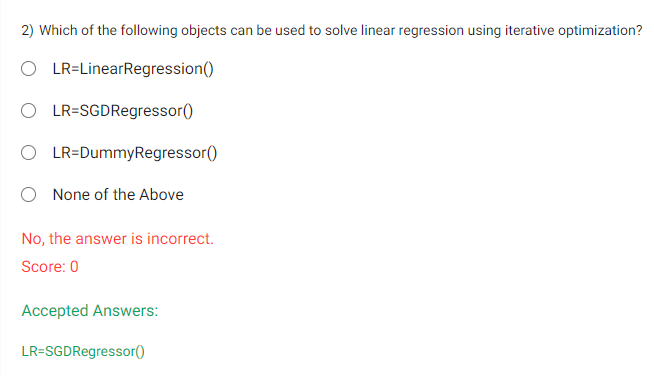 2) Which of the following objects can be used to solve linear regression using iterative optimization?
LR=LinearRegression()
LR=SGDRegressor()
LR=DummyRegressor()
None of the Above
No, the answer is incorrect.
Score: 0
Accepted Answers:
LR=SGDRegressor()